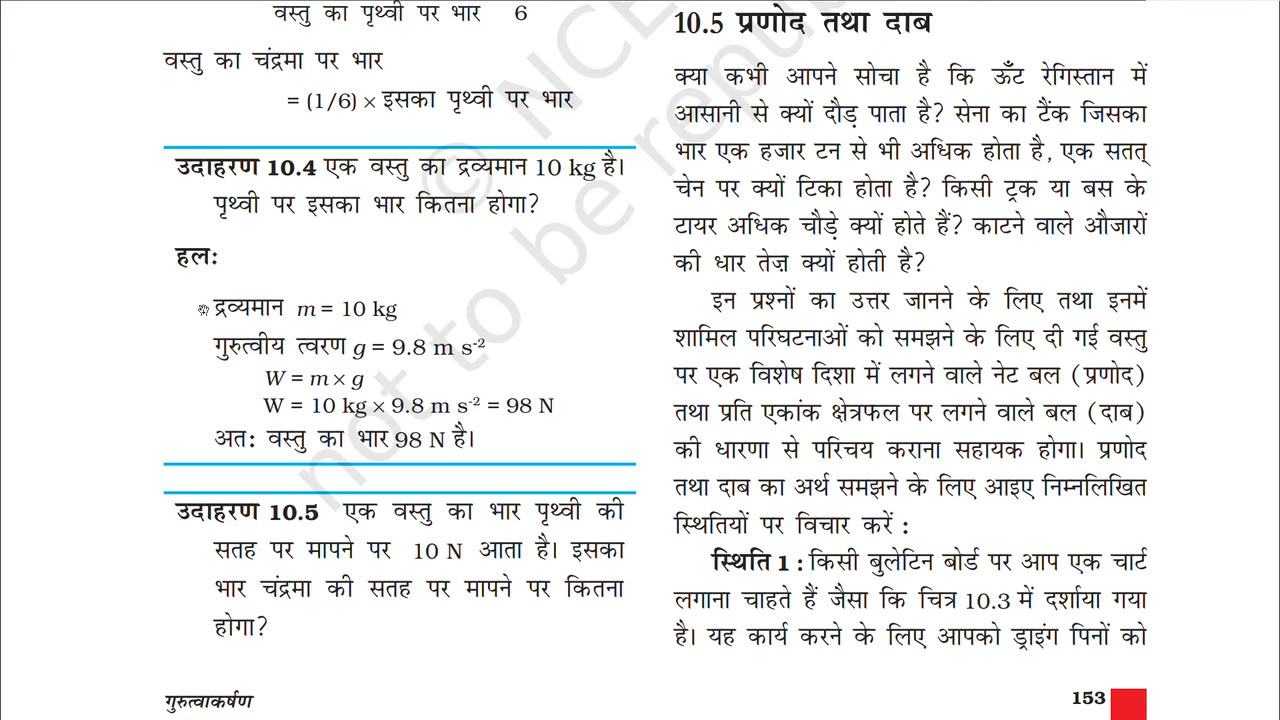 वस्तु का पृथ्वी पर भार 6
वस्तु का चंद्रमा पर भार
= (1/6) × इसका पृथ्वी पर भार
उदाहरण 10.4 एक वस्तु का द्रव्यमान 10 kg है।
पृथ्वी पर इसका भार कितना होगा?
हलः
द्रव्यमान m = 10 kg
गुरुत्वीय त्वरण g = 9.8 m s-2
W = m × g
W = 10 kg × 9.8 m s-2 = 98 N
अतः वस्तु का भार 98 N है।
उदाहरण 10.5 एक वस्तु का भार पृथ्वी की
सतह पर मापने पर 10 N आता है। इसका
भार चंद्रमा की सतह पर मापने पर कितना
होगा?
10.5 प्रणोद तथा दाब
क्या कभी आपने सोचा है कि ऊँट रेगिस्तान में
आसानी से क्यों दौड़ पाता है? सेना का टैंक जिसका
भार एक हजार टन से भी अधिक होता है, एक सतत्
चेन पर क्यों टिका होता है? किसी ट्रक या बस के
टायर अधिक चौड़े क्यों होते हैं? काटने वाले औजारों
की धार तेज़ क्यों होती है?
इन प्रश्नों का उत्तर जानने के लिए तथा इनमें
शामिल परिघटनाओं को समझने के लिए दी गई वस्तु
पर एक विशेष दिशा में लगने वाले नेट बल (प्रणोद)
तथा प्रति एकांक क्षेत्रफल पर लगने वाले बल (दाब)
की धारणा से परिचय कराना सहायक होगा। प्रणोद
तथा दाब का अर्थ समझने के लिए आइए निम्नलिखित
स्थितियों पर विचार करें :
स्थिति 1 : किसी बुलेटिन बोर्ड पर आप एक चार्ट
लगाना चाहते हैं जैसा कि चित्र 10.3 में दर्शाया गया
है। यह कार्य करने के लिए आपको ड्राइंग पिनों को
गुरुत्वाकर्षण
153
© NCE
not to be repub